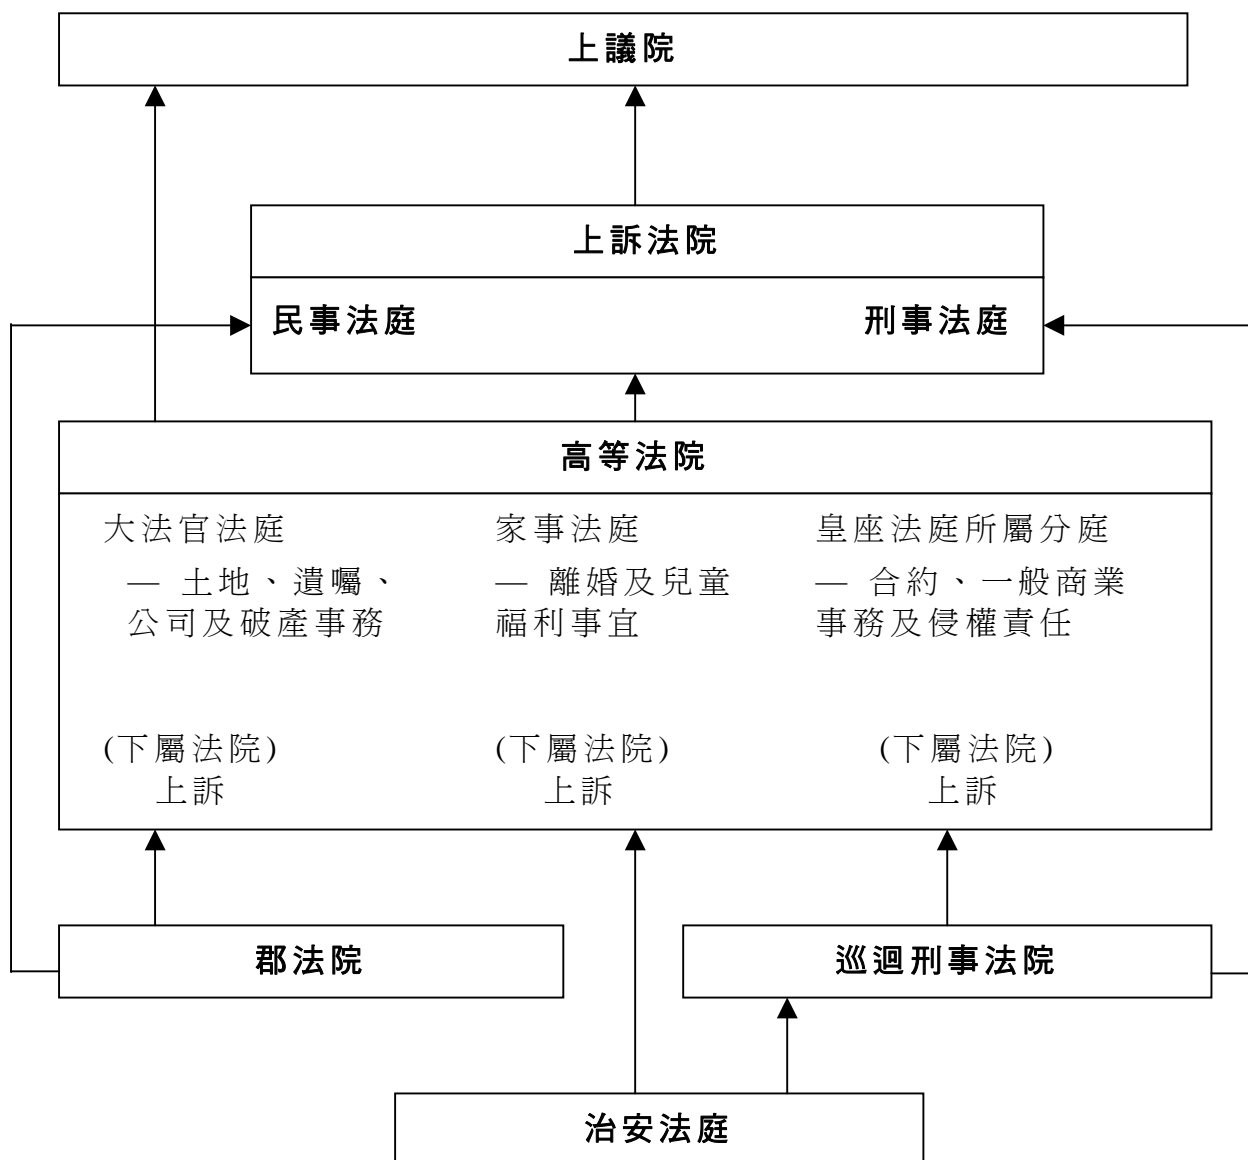 上議院
上訴法院
民事法庭
刑事法庭
高等法院
大法官法庭
— 土地、遺囑、
公司及破產事務
家事法庭
— 離婚及兒童
福利事宜
皇座法庭所屬分庭
— 合約、一般商業
事務及侵權責任
(下屬法院)
上訴
(下屬法院)
上訴
(下屬法院)
上訴
郡法院
巡迴刑事法院
治安法庭